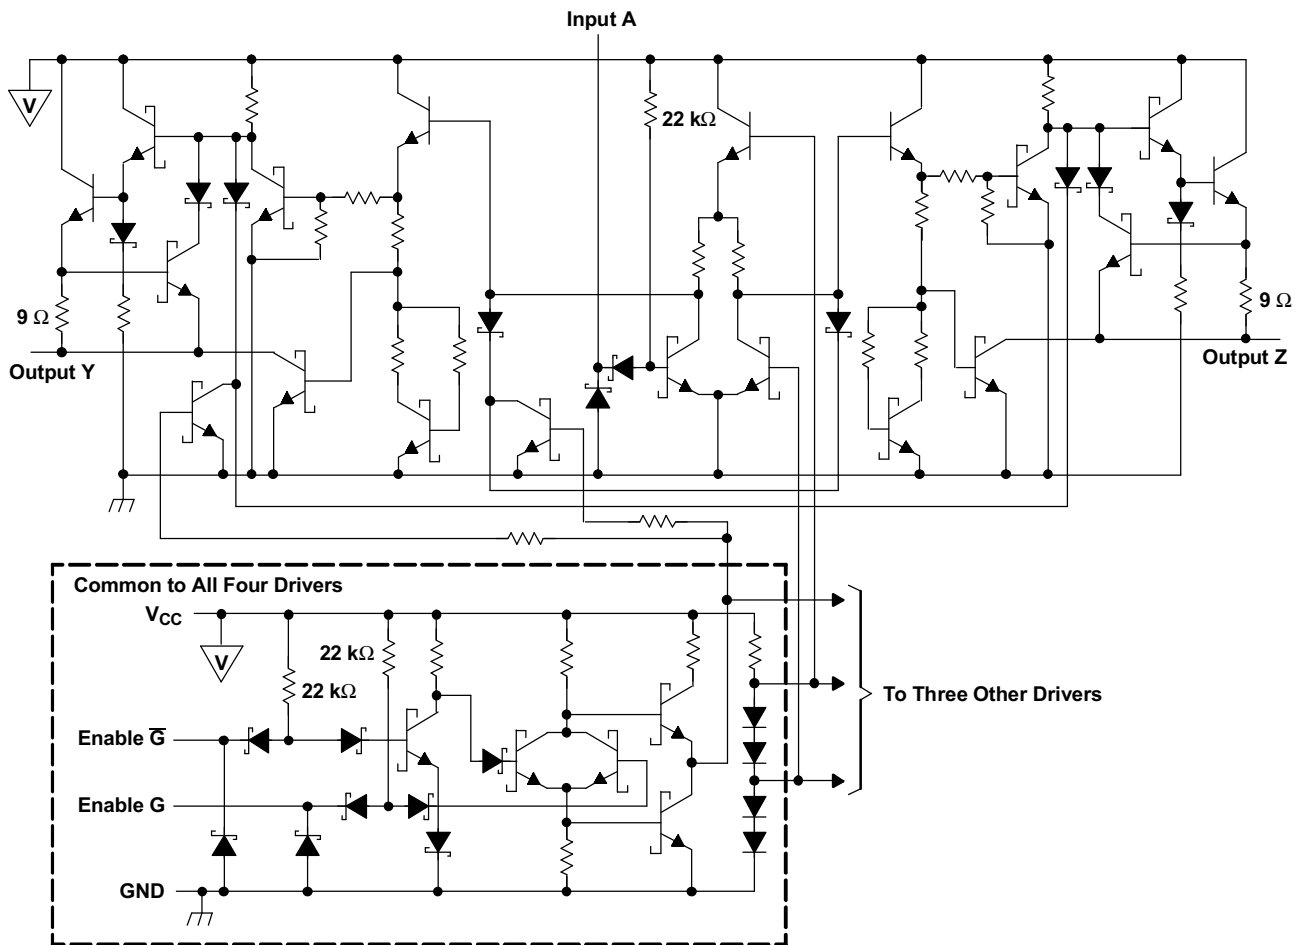 Input A
V
22 kΩ
9 Ω
9 Ω
Output Y
Output Z
Common to All Four Drivers
VCC
V
22 kΩ
22 kΩ
To Three Other Drivers
Enable G̅
Enable G
GND